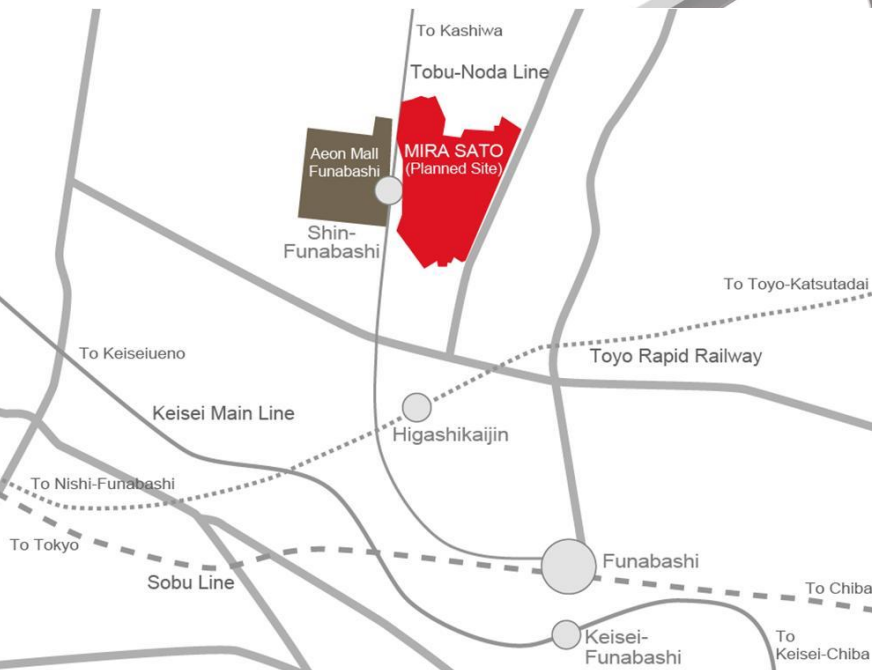 To Kashiwa
Tobu-Noda Line
Aeon Mall
Funabashi
MIRA SATO
(Planned Site)
Shin-
Funabashi
To Toyo-Katsutadai
To Keiseiueno
Toyo Rapid Railway
Keisei Main Line
Higashikaijin
To Nishi-Funabashi
To Tokyo
Sobu Line
Funabashi
To Chiba
Keisei-
Funabashi
To
Keisei-Chiba